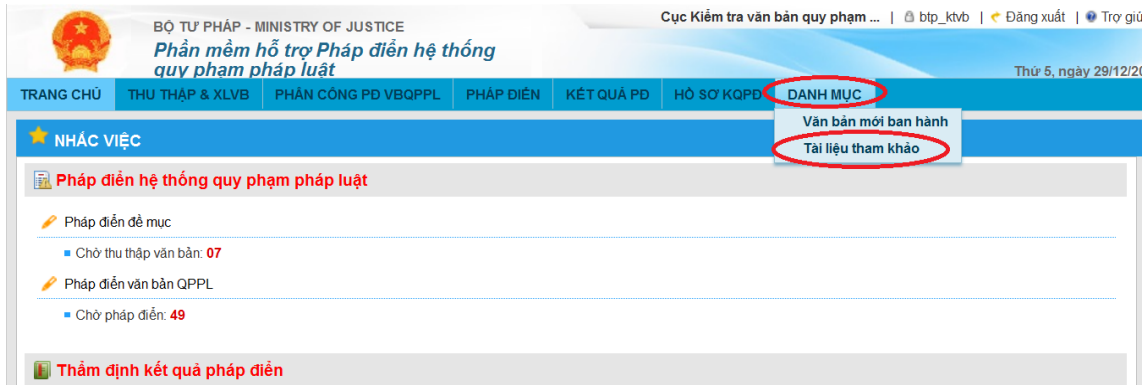 BỘ TƯ PHÁP - MINISTRY OF JUSTICE
Cục Kiểm tra văn bản quy phạm ... | btp_ktvb | Đăng xuất | Trợ giú
Phần mềm hỗ trợ Pháp điển hệ thống
quy phạm pháp luật
Thứ 5, ngày 29/12/20
TRANG CHỦ THU THẬP & XLVB PHÂN CÔNG PĐ VBQPPL PHÁP ĐIỂN KẾT QUẢ PĐ HỒ SƠ KQPĐ DANH MỤC
Văn bản mới ban hành
Tài liệu tham khảo
NHẮC VIỆC
Pháp điển hệ thống quy phạm pháp luật
Pháp điển đề mục
Chờ thu thập văn bản: 07
Pháp điển văn bản QPPL
Chờ pháp điển: 49
Thẩm định kết quả pháp điển